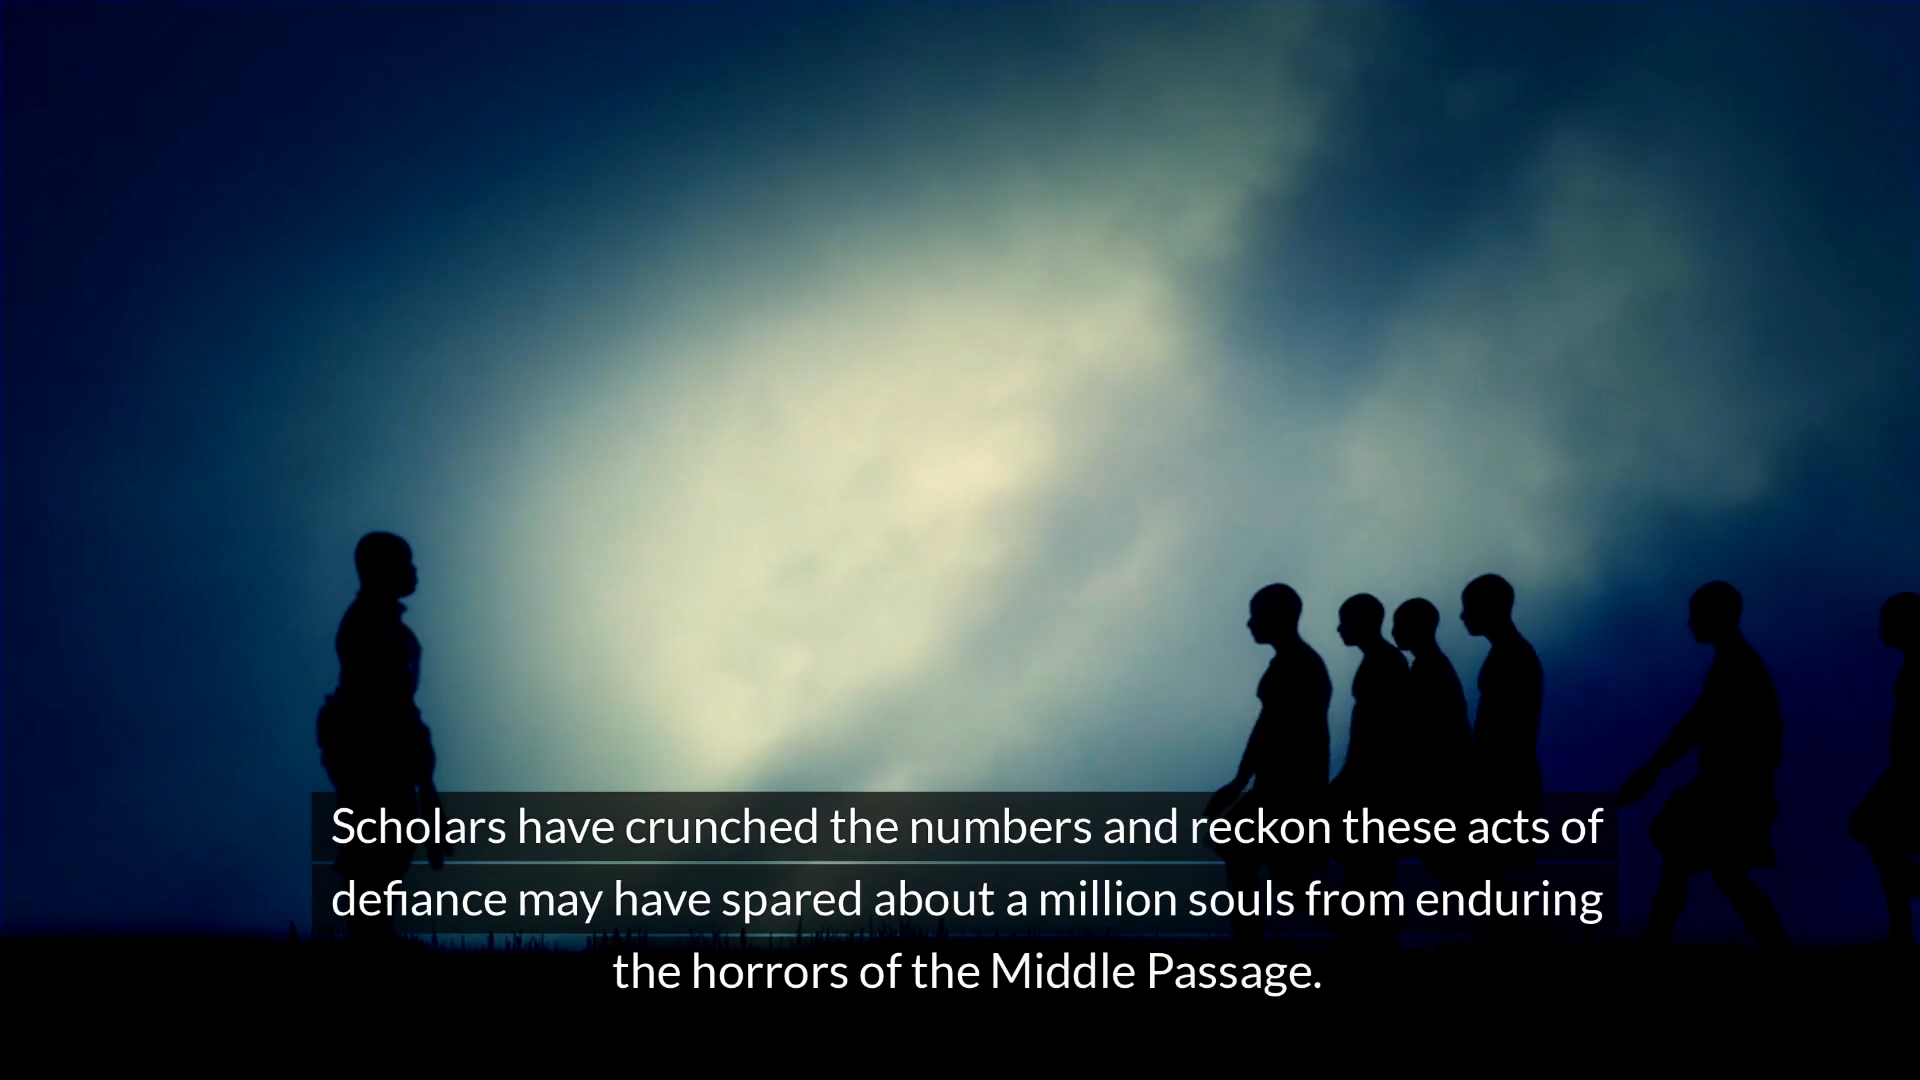 Scholars have crunched the numbers and reckon these acts of
defiance may have spared about a million souls from enduring
the horrors of the Middle Passage.